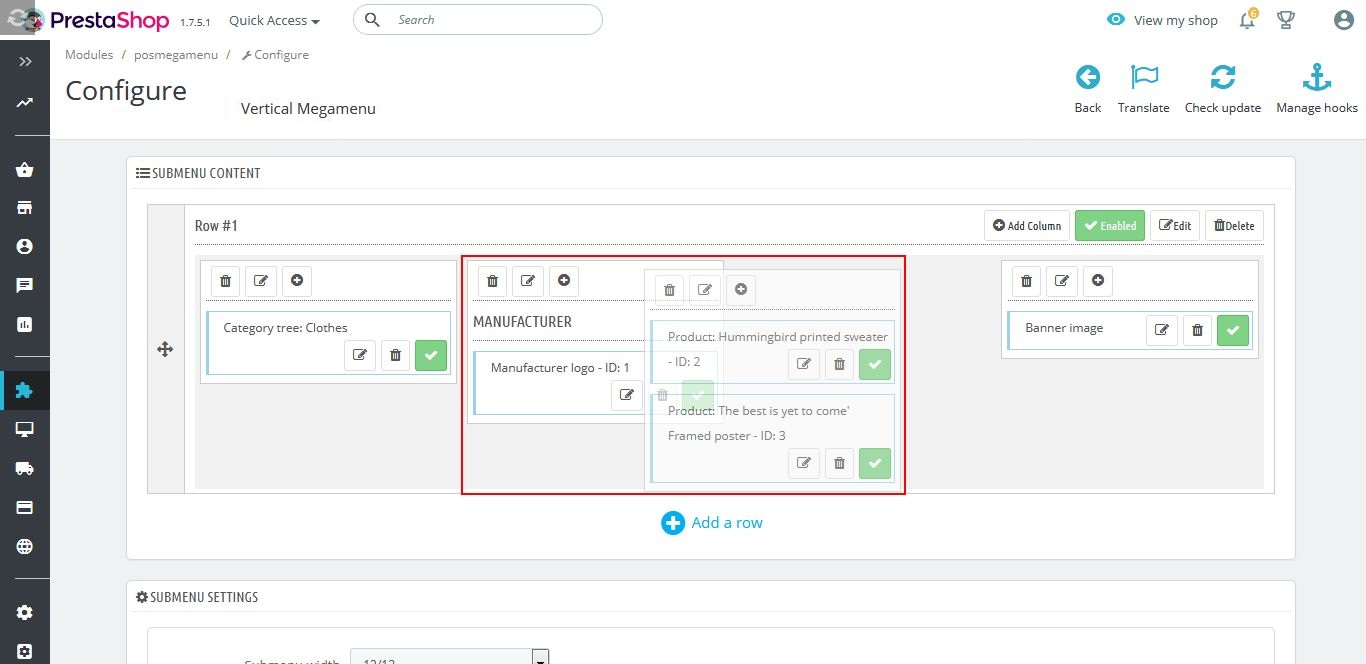 PrestaShop 1.7.5.1 Quick Access Search View my shop 6
Modules / posmegamenu / Configure
Configure
Vertical Megamenu
Back Translate Check update Manage hooks
SUBMENU CONTENT
Row #1 Add Column Enabled Edit Delete
Category tree: Clothes
MANUFACTURER
Manufacturer logo - ID: 1
Product: Hummingbird printed sweater
- ID: 2
Product: The best is yet to come'
Framed poster - ID: 3
Banner image
Add a row
SUBMENU SETTINGS
Submenu width 12/12